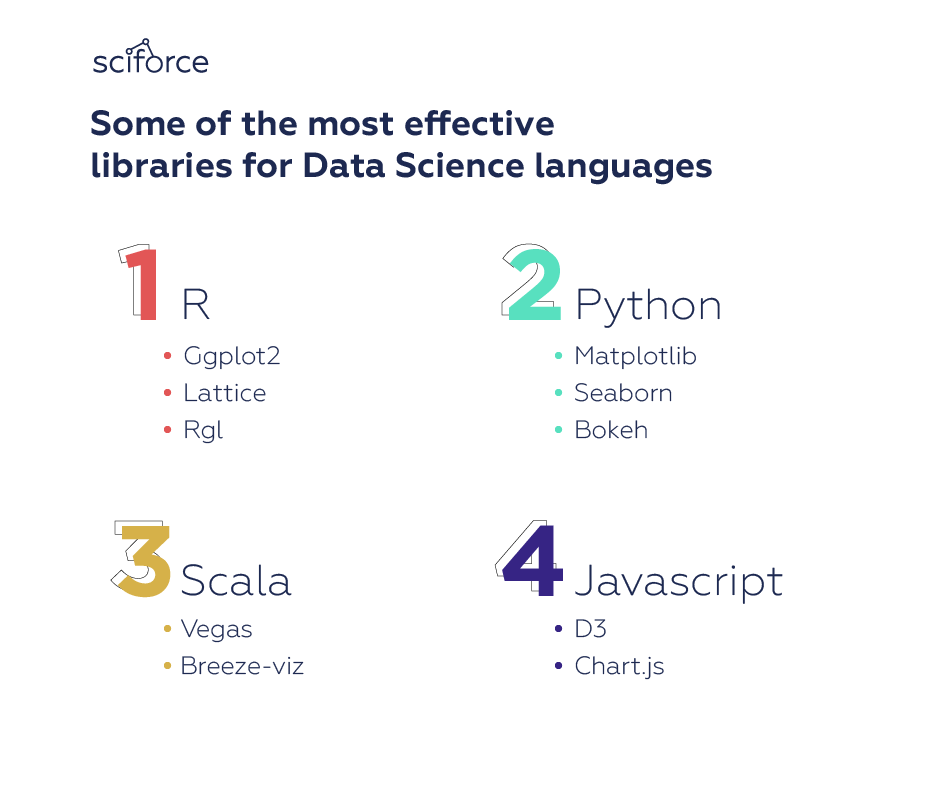 sciforce
Some of the most effective
libraries for Data Science languages
1 R
Ggplot2
Lattice
Rgl
2 Python
Matplotlib
Seaborn
Bokeh
3 Scala
Vegas
Breeze-viz
4 Javascript
D3
Chart.js